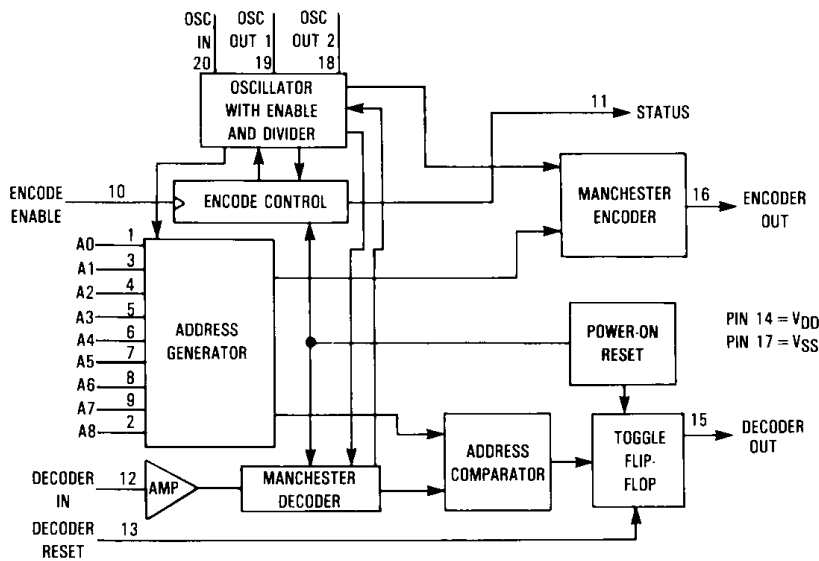 OSC IN 20
OSC OUT 1 19
OSC OUT 2 18
OSCILLATOR
WITH ENABLE
AND DIVIDER
11
STATUS
ENCODE
ENABLE
10
ENCODE CONTROL
MANCHESTER
ENCODER
16
ENCODER
OUT
A0 1
A1 3
A2 4
A3 5
A4 6
A5 7
A6 8
A7 9
A8 2
ADDRESS
GENERATOR
POWER-ON
RESET
PIN 14 = VDD
PIN 17 = VSS
DECODER
IN
12
AMP
MANCHESTER
DECODER
ADDRESS
COMPARATOR
TOGGLE
FLIP-
FLOP
15
DECODER
OUT
DECODER
RESET
13